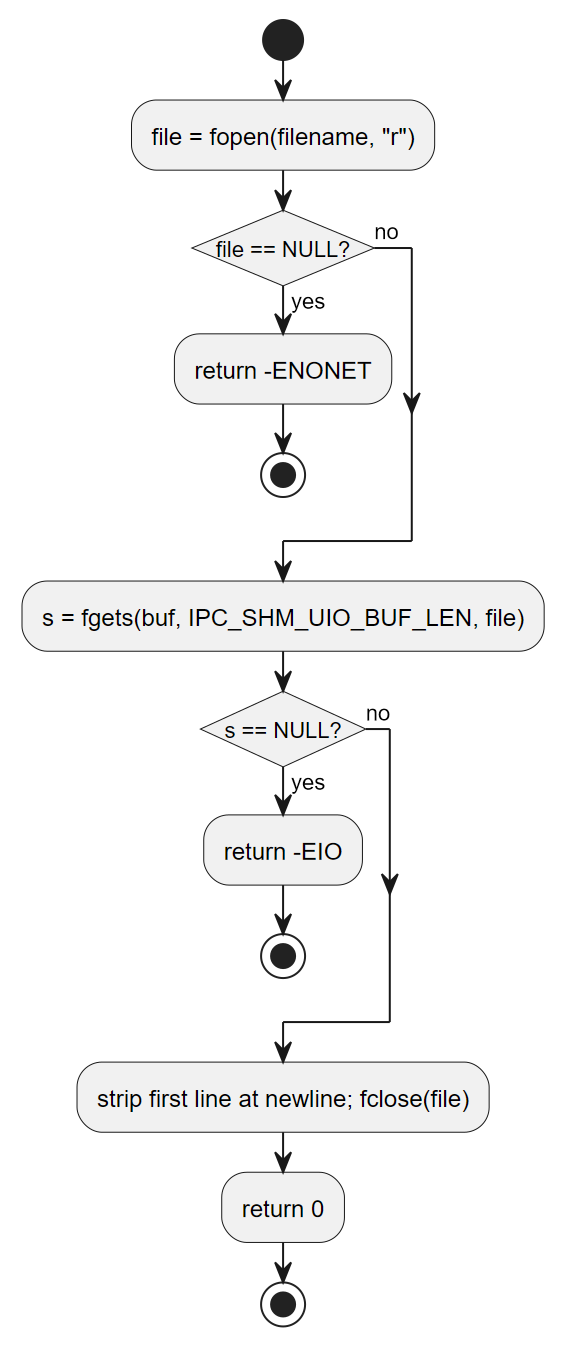 file = fopen(filename, "r")
file == NULL?
no
yes
return -ENONET
s = fgets(buf, IPC_SHM_UIO_BUF_LEN, file)
s == NULL?
no
yes
return -EIO
strip first line at newline; fclose(file)
return 0